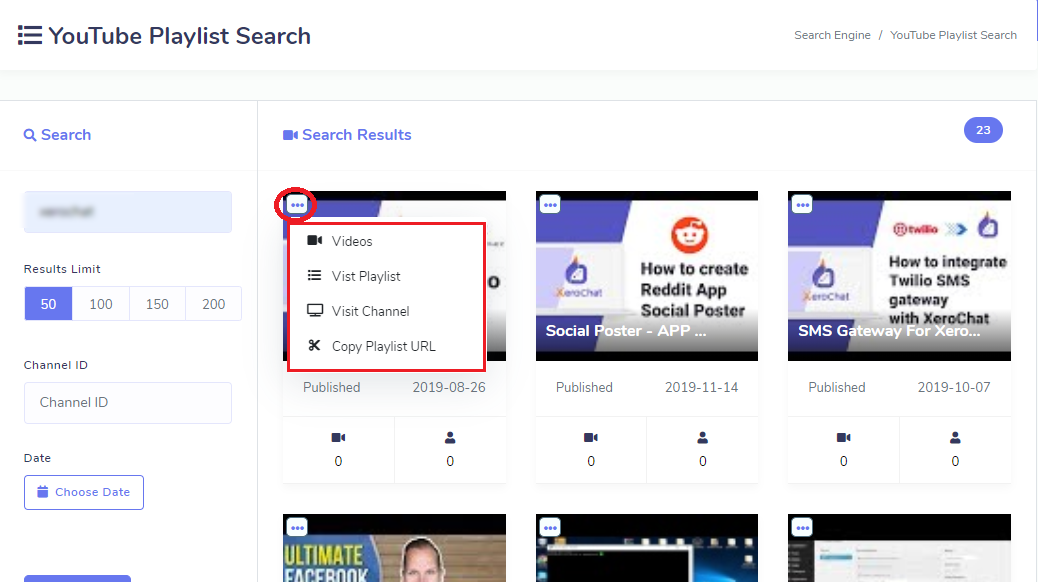 YouTube Playlist Search
Search Engine / YouTube Playlist Search
Search
Search Results
23
Results Limit
50 100 150 200
Channel ID
Channel ID
Date
Choose Date
Videos
Vist Playlist
Visit Channel
Copy Playlist URL
Published 2019-08-26
0 0
XeroChat
How to create
Reddit App
Social Poster
Social Poster - APP ...
Published 2019-11-14
0 0
twilio
XeroChat
How to integrate
Twilio SMS
gateway
with XeroChat
SMS Gateway For Xero...
Published 2019-10-07
0 0
ULTIMATE
FACEBOOK